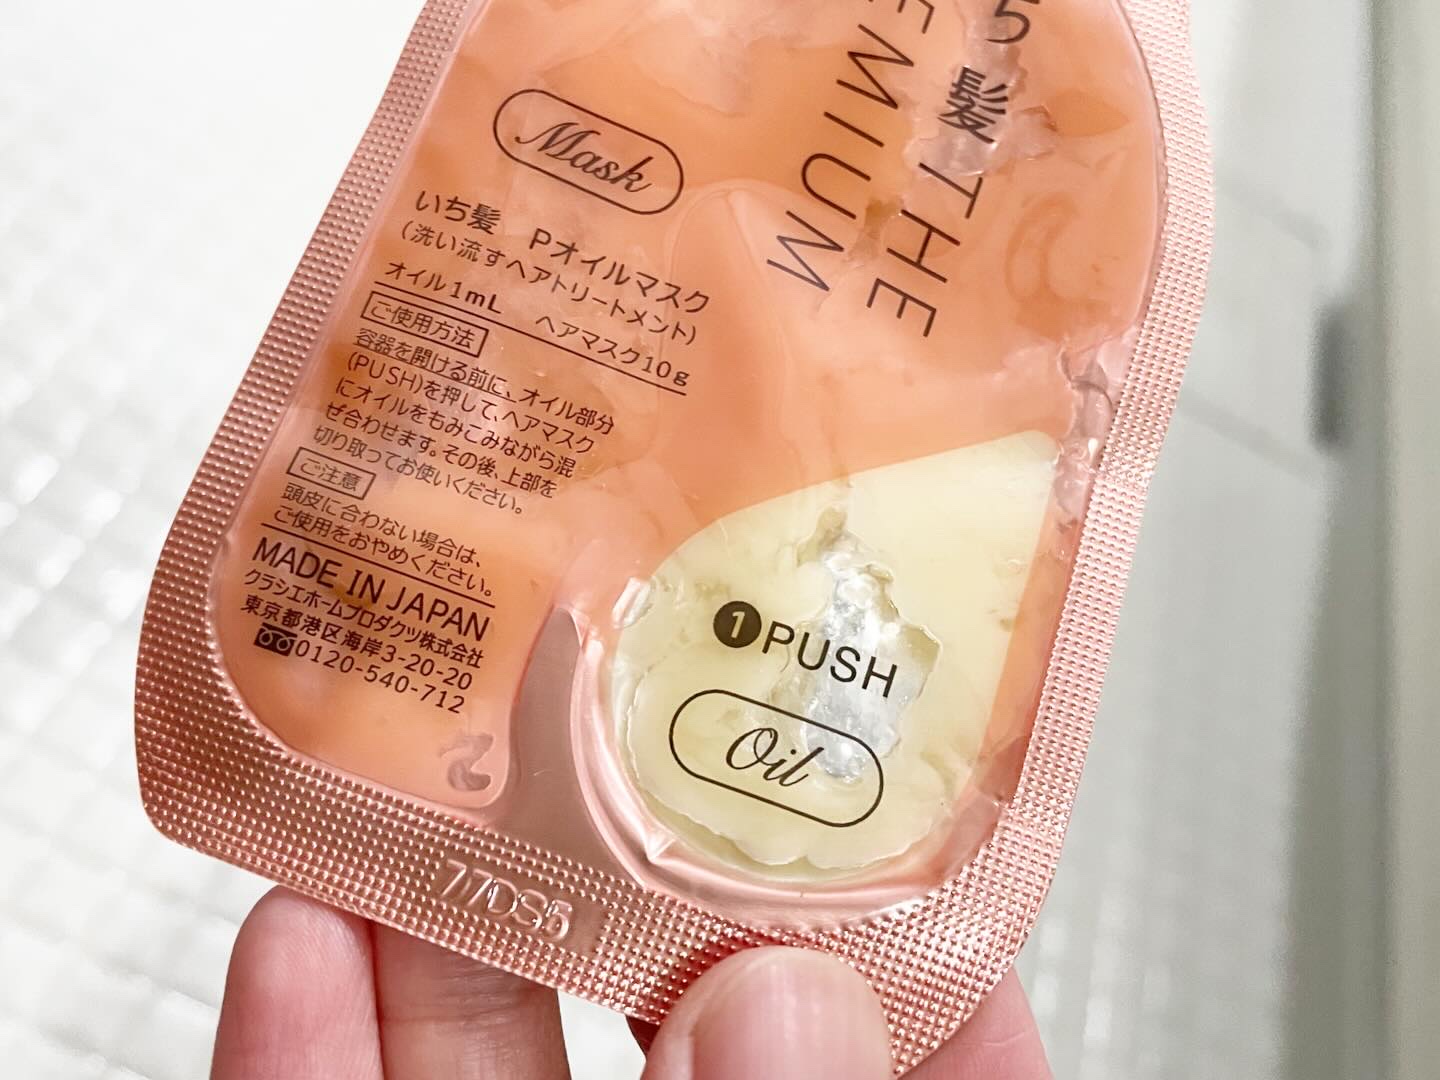 ち髪 THE
EMIUM
Mask
いち髪 Pオイルマスク
(洗い流すヘアトリートメント)
オイル1mL ヘアマスク10g
ご使用方法
容器を開ける前に、オイル部分
(PUSH)を押して、ヘアマスク
にオイルをもみこみながら混
ぜ合わせます。その後、上部を
切り取ってお使いください。
ご注意
頭皮に合わない場合は、
ご使用をおやめください。
MADE IN JAPAN
クラシエホームプロダクツ株式会社
東京都港区海岸3-20-20
0120-540-712
1 PUSH
Oil
77DS5